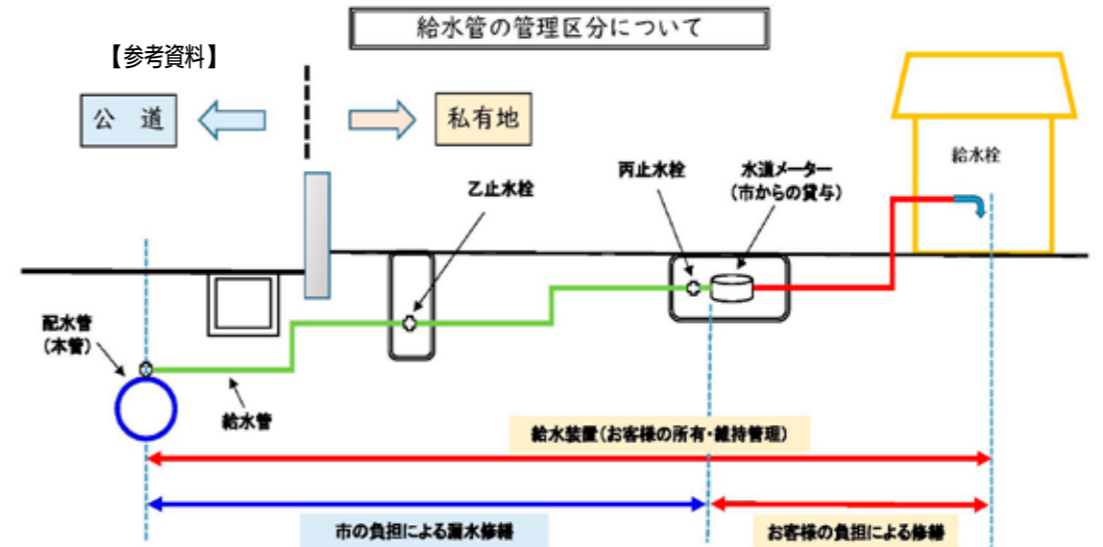 給水管の管理区分について
【参考資料】
公 道
私有地
給水栓
丙止水栓
水道メーター
(市からの貸与)
乙止水栓
配水管
(本管)
給水管
給水装置(お客様の所有・維持管理)
市の負担による漏水修繕
お客様の負担による修繕